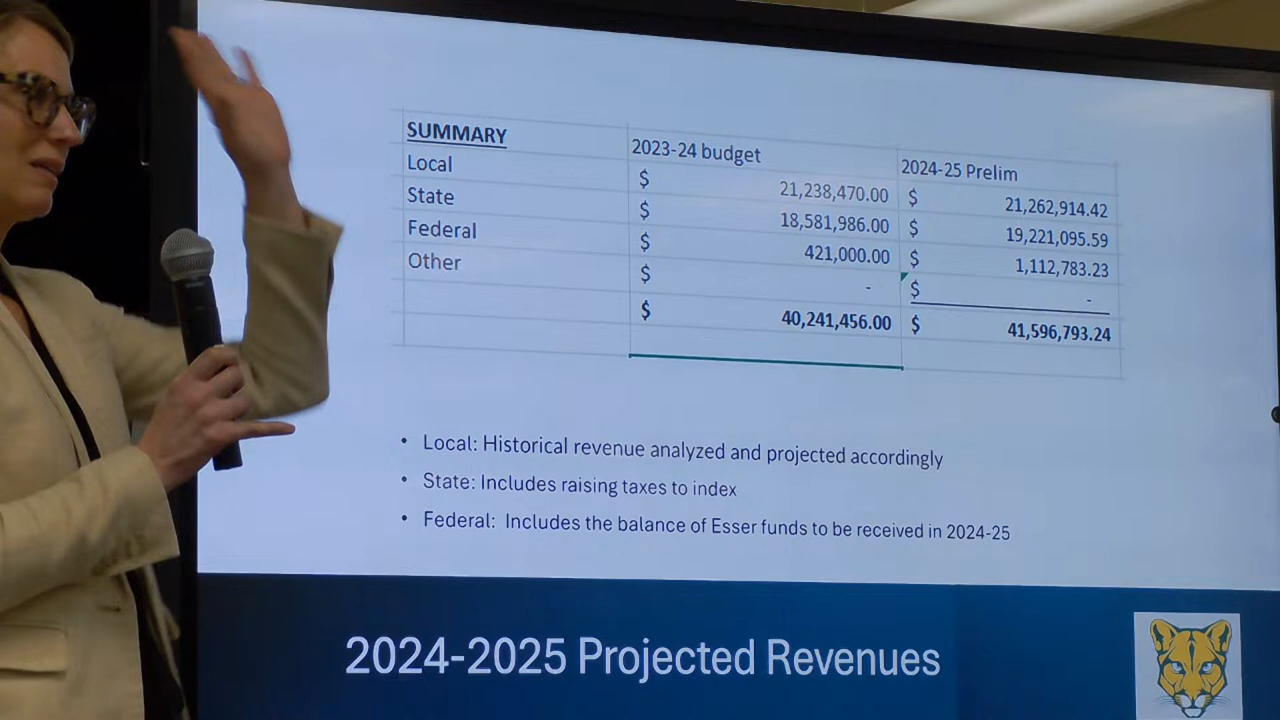 SUMMARY 2023-24 budget 2024-25 Prelim
Local $ 21,238,470.00 $ 21,262,914.42
State $ 18,581,986.00 $ 19,221,095.59
Federal $ 421,000.00 $ 1,112,783.23
Other $ - $ -
$ 40,241,456.00 $ 41,596,793.24
• Local: Historical revenue analyzed and projected accordingly
• State: Includes raising taxes to index
• Federal: Includes the balance of Esser funds to be received in 2024-25
2024-2025 Projected Revenues